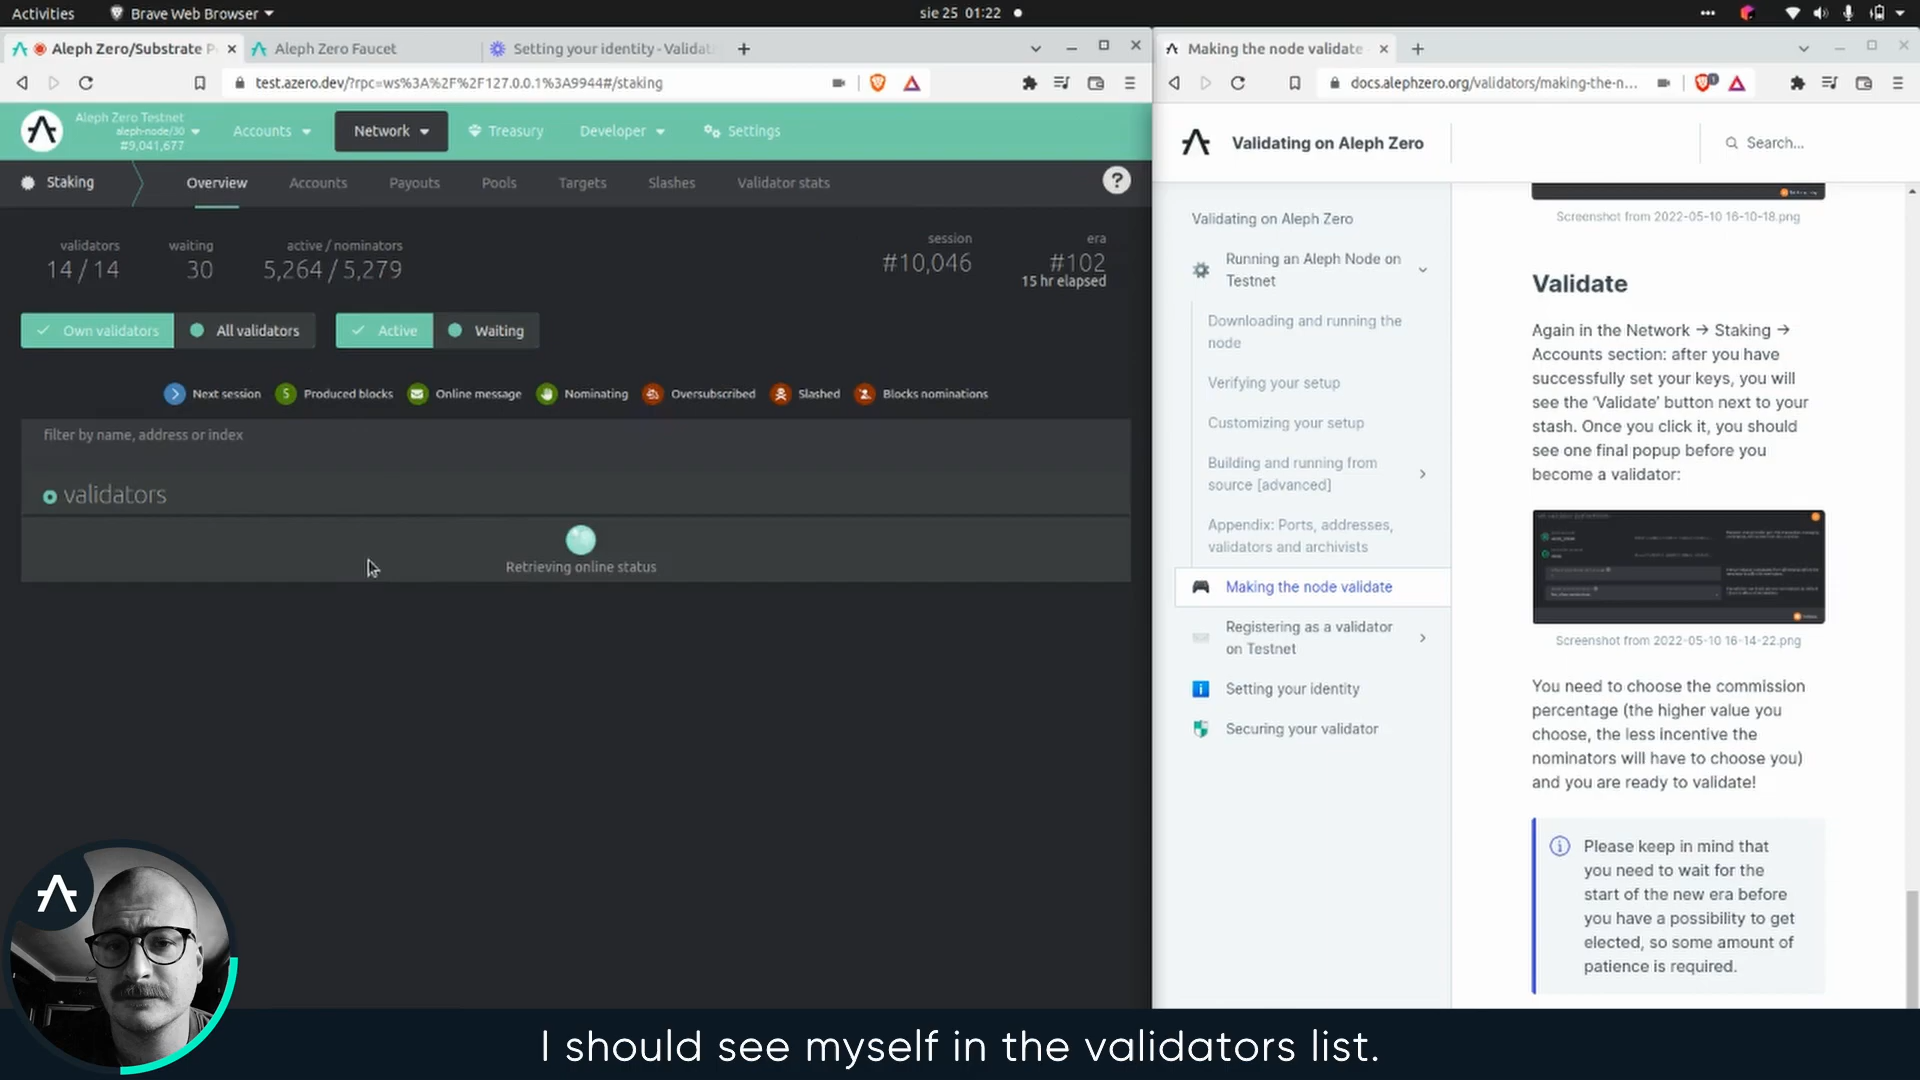 Activities
Brave Web Browser
sie 25 01:22
Aleph Zero/Substrate P
Aleph Zero Faucet
Setting your identity - Validat
test.azero.dev/?rpc=ws%3A%2F%2F127.0.0.1%3A9944#/staking
Aleph Zero Testnet
aleph-node/30
#9,041,677
Accounts
Network
Treasury
Developer
Settings
Staking
Overview
Accounts
Payouts
Pools
Targets
Slashes
Validator stats
?
validators
14 / 14
waiting
30
active / nominators
5,264 / 5,279
session
#10,046
era
#102
15 hr elapsed
Own validators
All validators
Active
Waiting
Next session
5
Produced blocks
Online message
Nominating
Oversubscribed
Slashed
Blocks nominations
filter by name, address or index
validators
Retrieving online status
Making the node validate
docs.alephzero.org/validators/making-the-n...
1
Validating on Aleph Zero
Search...
Validating on Aleph Zero
Running an Aleph Node on
Testnet
Downloading and running the
node
Verifying your setup
Customizing your setup
Building and running from
source [advanced]
Appendix: Ports, addresses,
validators and archivists
Making the node validate
Registering as a validator
on Testnet
Setting your identity
Securing your validator
Screenshot from 2022-05-10 16-10-18.png
Validate
Again in the Network → Staking →
Accounts section: after you have
successfully set your keys, you will
see the ‘Validate’ button next to your
stash. Once you click it, you should
see one final popup before you
become a validator:
Screenshot from 2022-05-10 16-14-22.png
You need to choose the commission
percentage (the higher value you
choose, the less incentive the
nominators will have to choose you)
and you are ready to validate!
Please keep in mind that
you need to wait for the
start of the new era before
you have a possibility to get
elected, so some amount of
patience is required.
I should see myself in the validators list.